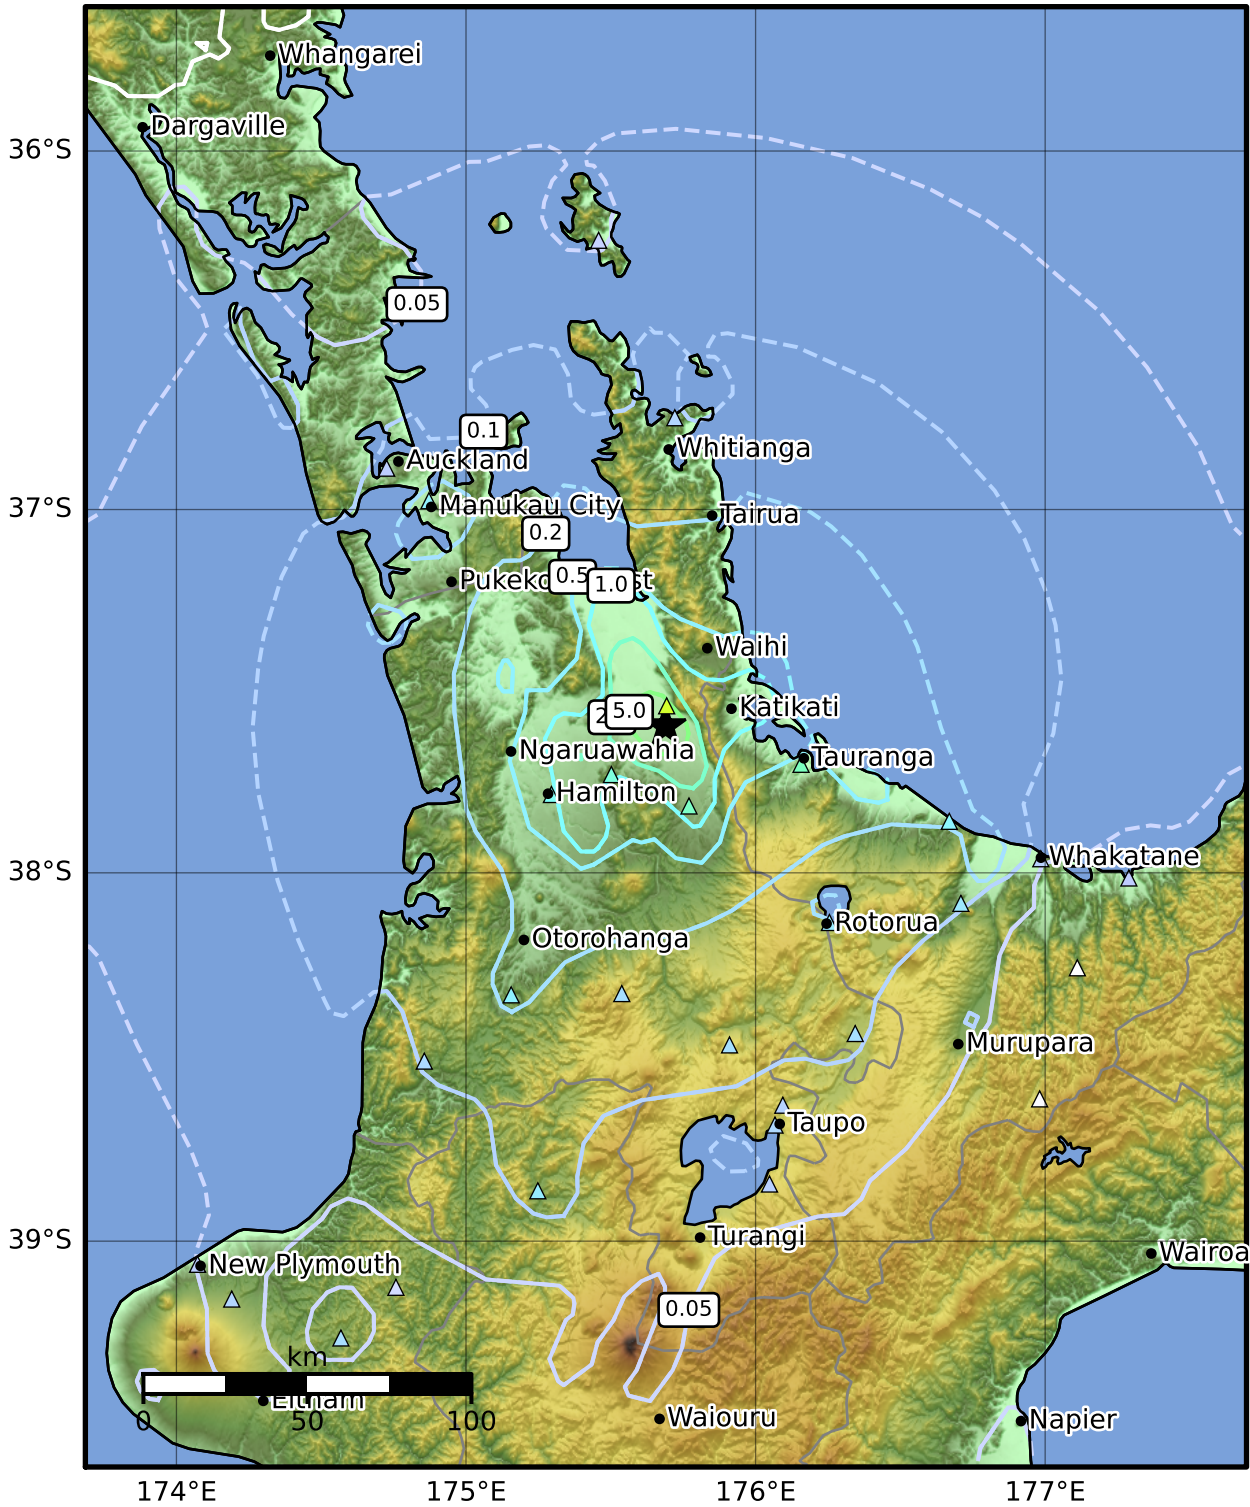 Whangarei
Dargaville
36°S
0.05
0.1
Whitianga
Auckland
Manukau City
37°S
Tairua
0.2
0.5
1.0
Waihi
Katikati
5.0
Ngaruawahia
Tauranga
Hamilton
Whakatane
38°S
Rotorua
Otorohanga
Murupara
Taupo
39°S
Turangi
Wairoa
New Plymouth
0.05
km
Eltham
0 50 100
Waiouru
Napier
174°E 175°E 176°E 177°E